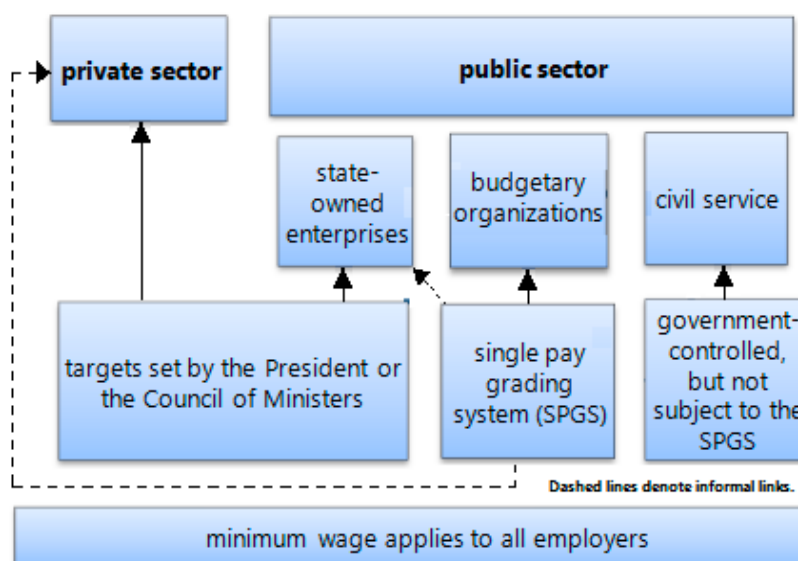 private sector
public sector
state-
owned
enterprises
budgetary
organizations
civil service
targets set by the President or
the Council of Ministers
single pay
grading
system (SPGS)
government-
controlled,
but not
subject to the
SPGS
Dashed lines denote informal links.
minimum wage applies to all employers